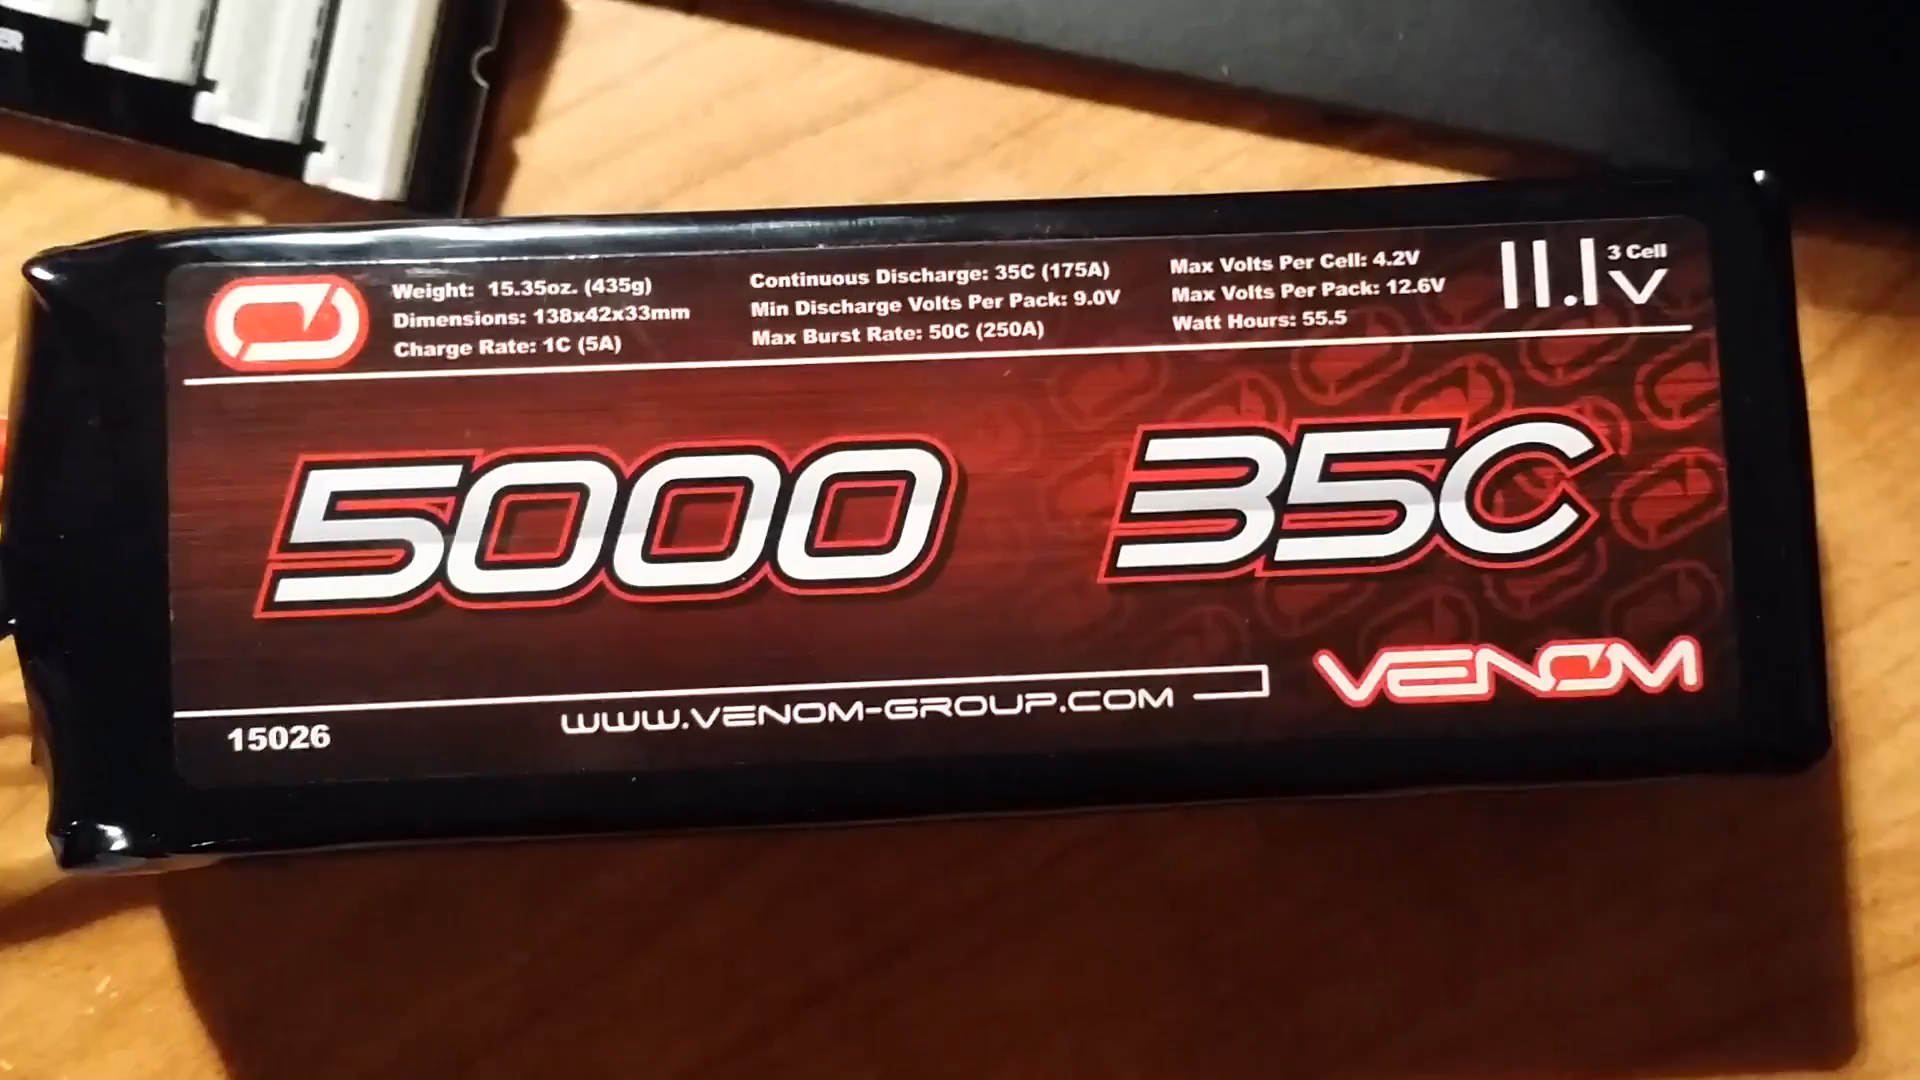 Weight: 15.35oz. (435g)
Dimensions: 138x42x33mm
Charge Rate: 1C (5A)
Continuous Discharge: 35C (175A)
Min Discharge Volts Per Pack: 9.0V
Max Burst Rate: 50C (250A)
Max Volts Per Cell: 4.2V
Max Volts Per Pack: 12.6V
Watt Hours: 55.5
11.1V
3 Cell
5000
35C
VENOM
WWW.VENOM-GROUP.COM
15026